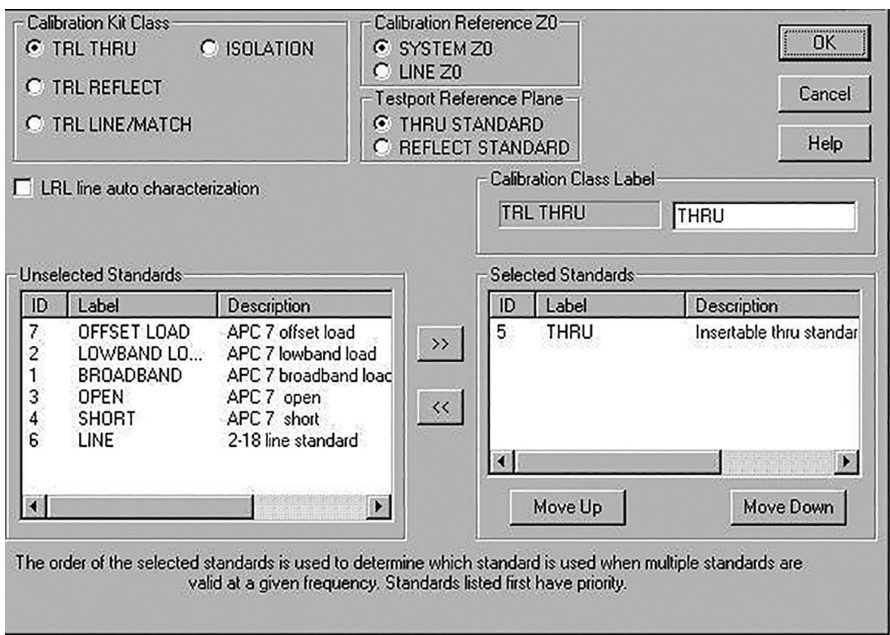 Calibration Kit Class
TRL THRU
ISOLATION
TRL REFLECT
TRL LINE/MATCH
Calibration Reference Z0
SYSTEM Z0
LINE Z0
Testport Reference Plane
THRU STANDARD
REFLECT STANDARD
OK
Cancel
Help
LRL line auto characterization
Calibration Class Label
TRL THRU THRU
Unselected Standards
ID Label Description
7 OFFSET LOAD APC 7 offset load
2 LOWBAND LO... APC 7 lowband load
1 BROADBAND APC 7 broadband load
3 OPEN APC 7 open
4 SHORT APC 7 short
6 LINE 2-18 line standard
>>
<<
Selected Standards
ID Label Description
5 THRU Insertable thru standar
Move Up
Move Down
The order of the selected standards is used to determine which standard is used when multiple standards are
valid at a given frequency. Standards listed first have priority.